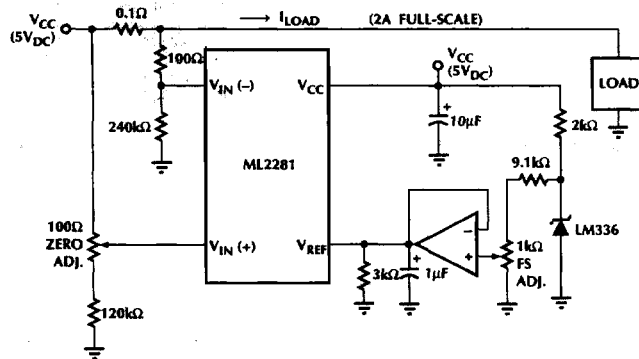 VCC
(5VDC)
0.1Ω
→ ILOAD (2A FULL-SCALE)
100Ω
VIN (–)
240kΩ
ML2281
VCC
VCC
(5VDC)
+
10µF
LOAD
2kΩ
9.1kΩ
LM336
100Ω
ZERO
ADJ.
VIN (+)
VREF
3kΩ
+
1µF
–
+
1kΩ
FS
ADJ.
120kΩ